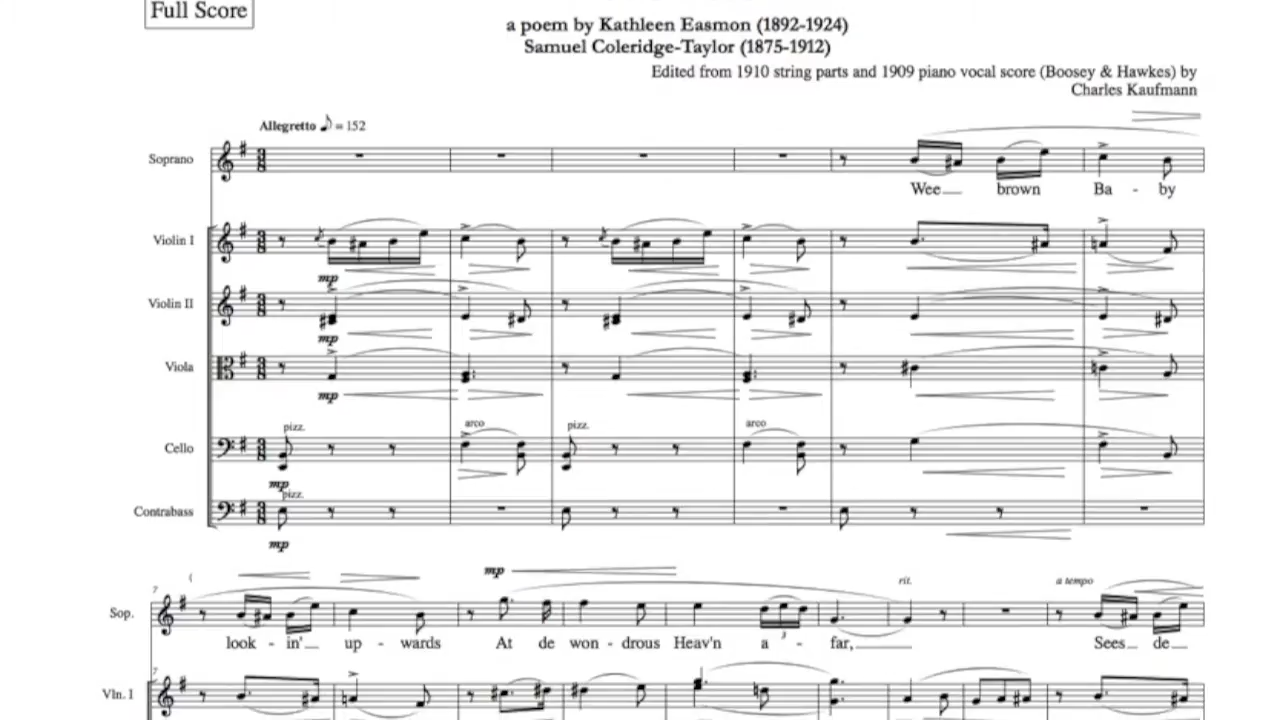 Full Score
a poem by Kathleen Easmon (1892-1924)
Samuel Coleridge-Taylor (1875-1912)
Edited from 1910 string parts and 1909 piano vocal score (Boosey & Hawkes) by
Charles Kaufmann
Allegretto ♪ = 152
Soprano
Wee brown Ba - by
Violin I
mp
Violin II
mp
Viola
mp
pizz. arco pizz. arco
Cello
mp
pizz.
Contrabass
mp
mp rit. a tempo
7
Sop.
look - in' up - wards At de won - drous Heav'n a - far, Sees de
3
7
Vln. I